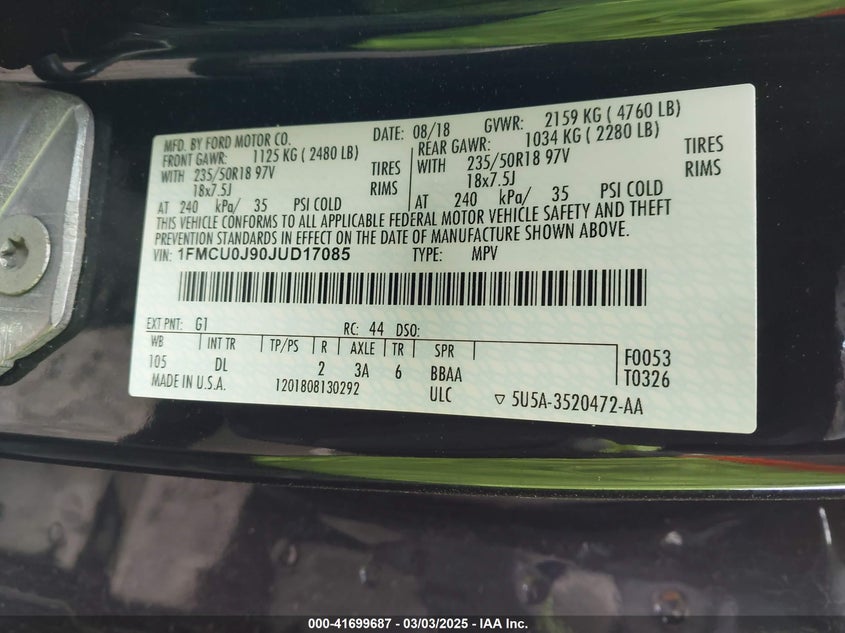 MFD. BY FORD MOTOR CO. DATE: 08/18 GVWR: 2159 KG ( 4760 LB)
FRONT GAWR: 1125 KG ( 2480 LB) REAR GAWR: 1034 KG ( 2280 LB)
WITH 235/50R18 97V TIRES WITH 235/50R18 97V TIRES
18x7.5J RIMS 18x7.5J RIMS
AT 240 kPa/ 35 PSI COLD AT 240 kPa/ 35 PSI COLD
THIS VEHICLE CONFORMS TO ALL APPLICABLE FEDERAL MOTOR VEHICLE SAFETY AND THEFT
PREVENTION STANDARDS IN EFFECT ON THE DATE OF MANUFACTURE SHOWN ABOVE.
VIN: 1FMCU0J90JUD17085 TYPE: MPV
EXT PNT: G1 RC: 44 DSO:
WB INT TR TP/PS R AXLE TR SPR F0053
105 DL 2 3A 6 BBAA T0326
MADE IN U.S.A. 1201808130292 ULC ▽ 5U5A-3520472-AA
000-41699687 - 03/03/2025 - IAA Inc.